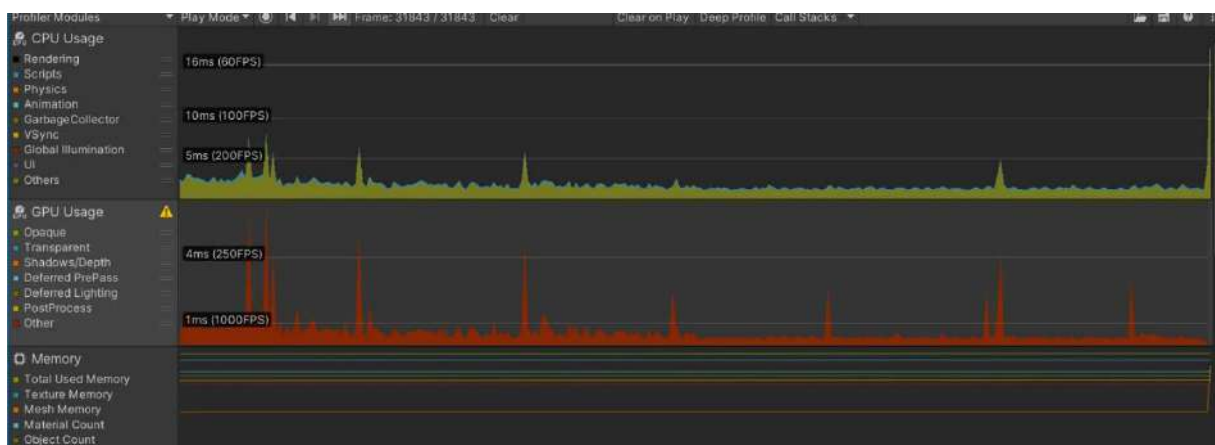 Profiler Modules Play Mode Frame: 31843 / 31843 Clear Clear on Play Deep Profile Call Stacks
CPU Usage
Rendering
Scripts
Physics
Animation
GarbageCollector
VSync
Global Illumination
UI
Others
16ms (60FPS)
10ms (100FPS)
5ms (200FPS)
GPU Usage
Opaque
Transparent
Shadows/Depth
Deferred PrePass
Deferred Lighting
PostProcess
Other
4ms (250FPS)
1ms (1000FPS)
Memory
Total Used Memory
Texture Memory
Mesh Memory
Material Count
Object Count